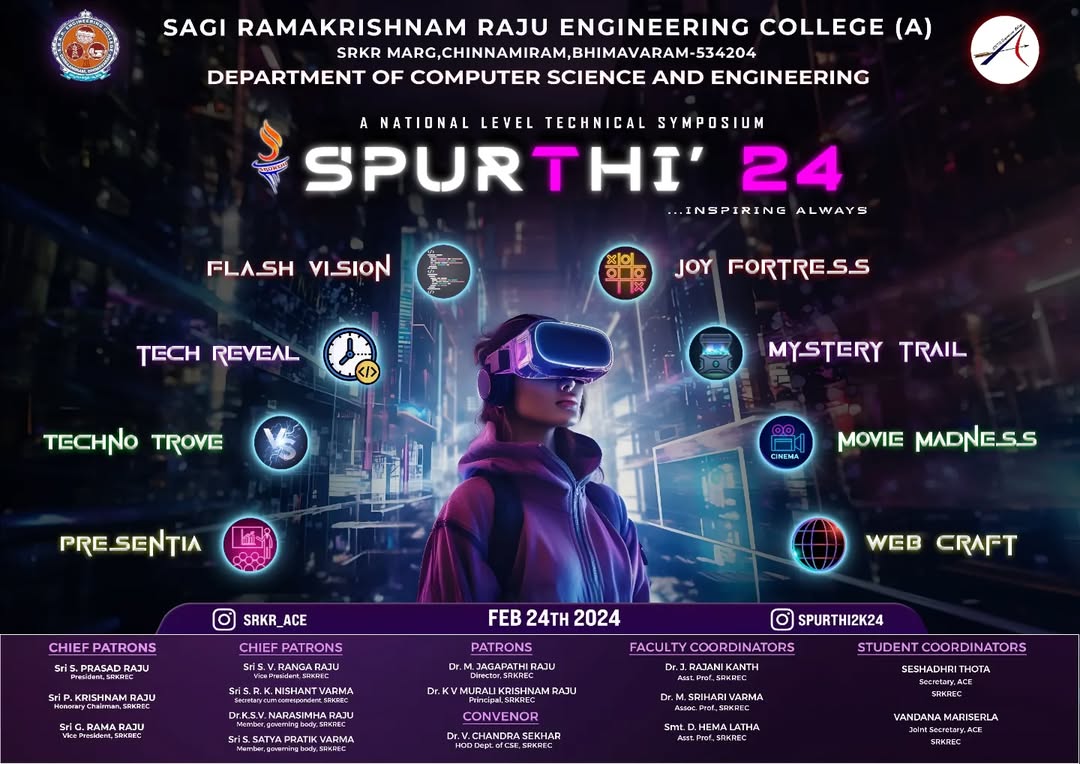 SAGI RAMAKRISHNAM RAJU ENGINEERING COLLEGE (A)
SRKR MARG,CHINNAMIRAM,BHIMAVARAM-534204
DEPARTMENT OF COMPUTER SCIENCE AND ENGINEERING
A NATIONAL LEVEL TECHNICAL SYMPOSIUM
SPURTHI' 24
...INSPIRING ALWAYS
FLASH VISION
JOY FORTRESS
TECH REVEAL
MYSTERY TRAIL
TECHNO TROVE
VS
CINEMA
MOVIE MADNESS
PRESENTIA
WEB CRAFT
SRKR_ACE
FEB 24TH 2024
SPURTHI2K24
CHIEF PATRONS
Sri S. PRASAD RAJU
President, SRKREC
Sri P. KRISHNAM RAJU
Honorary Chairman, SRKREC
Sri G. RAMA RAJU
Vice President, SRKREC
CHIEF PATRONS
Sri S. V. RANGA RAJU
Vice President, SRKREC
Sri S. R. K. NISHANT VARMA
Secretary cum correspondent, SRKREC
Dr.K.S.V. NARASIMHA RAJU
Member, governing body, SRKREC
Sri S. SATYA PRATIK VARMA
Member, governing body, SRKREC
PATRONS
Dr. M. JAGAPATHI RAJU
Director, SRKREC
Dr. K V MURALI KRISHNAM RAJU
Principal, SRKREC
CONVENOR
Dr. V. CHANDRA SEKHAR
HOD Dept. of CSE, SRKREC
FACULTY COORDINATORS
Dr. J. RAJANI KANTH
Asst. Prof., SRKREC
Dr. M. SRIHARI VARMA
Assoc. Prof., SRKREC
Smt. D. HEMA LATHA
Asst. Prof., SRKREC
STUDENT COORDINATORS
SESHADHRI THOTA
Secretary, ACE
SRKREC
VANDANA MARISERLA
Joint Secretary, ACE
SRKREC